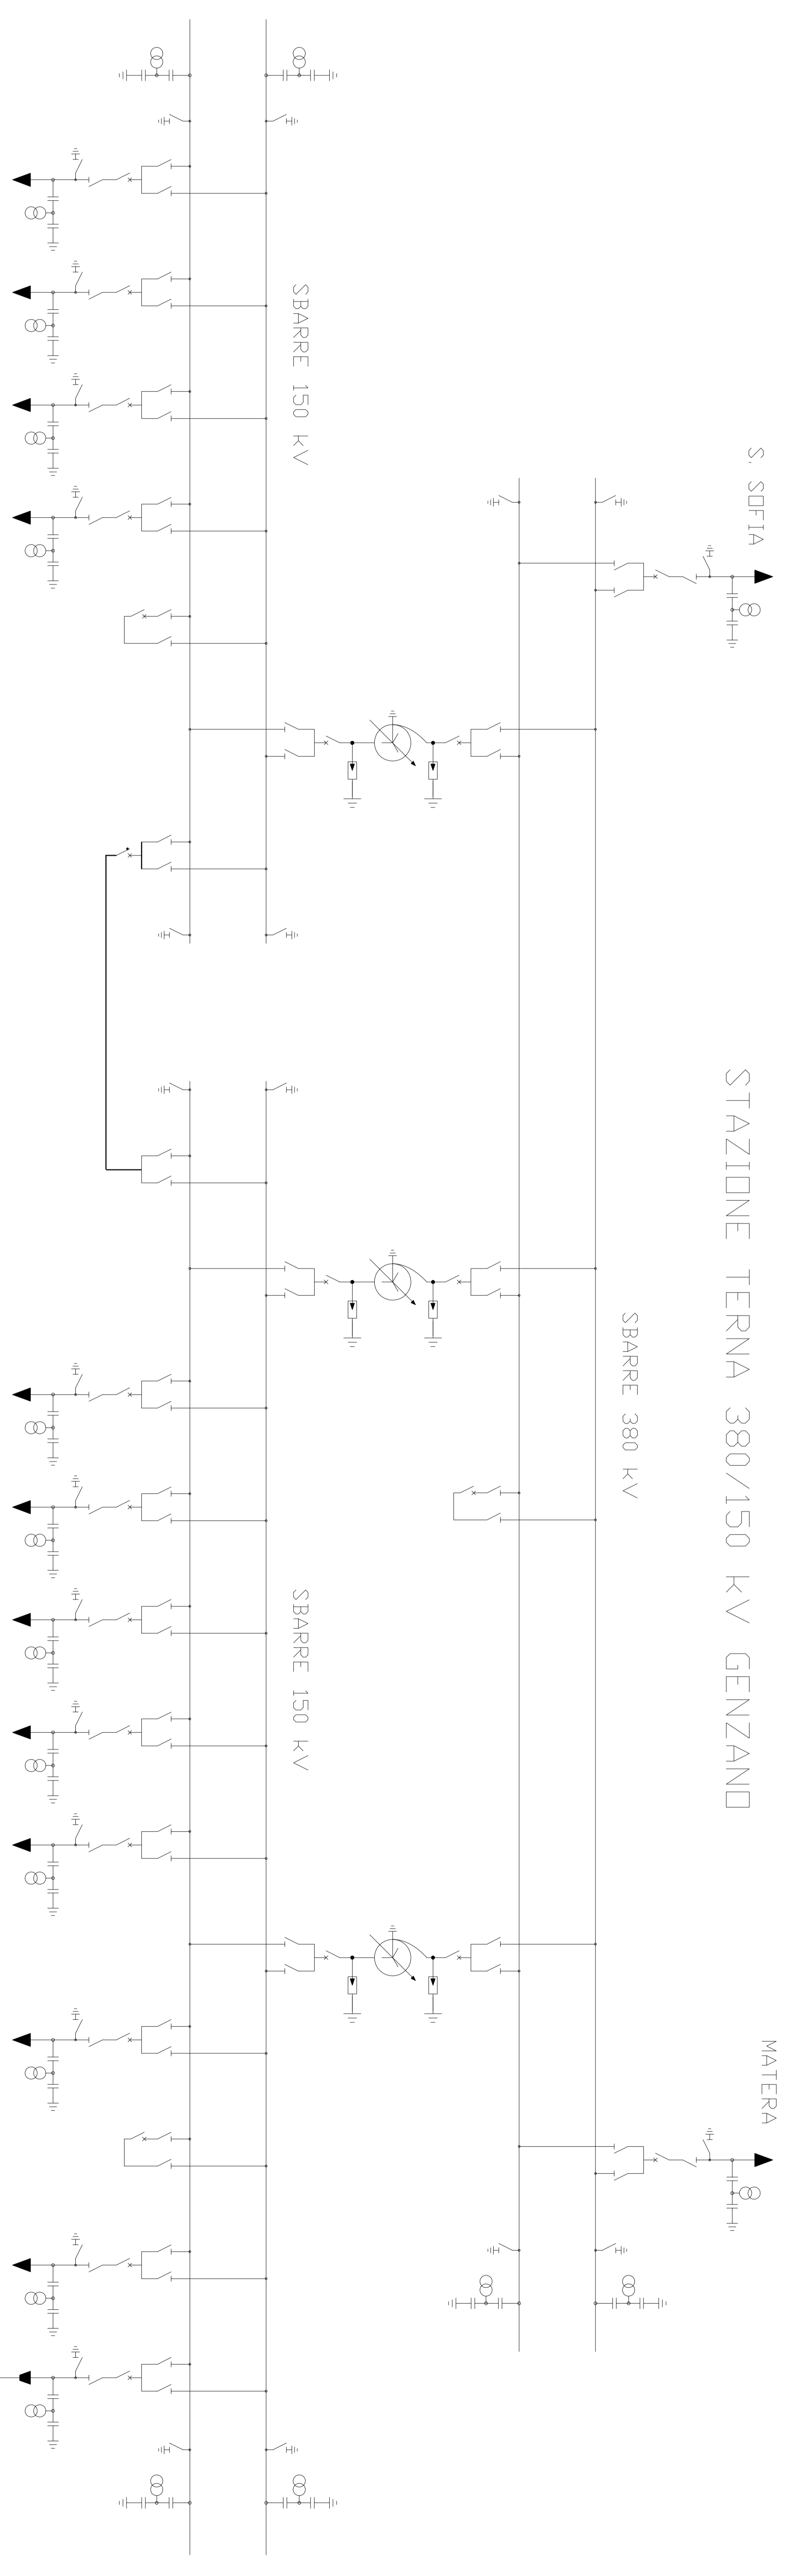 STAZIONE TERNA 380/150 KV GENZANO
S. SOFIA
MATERA
SBARRE 380 KV
SBARRE 150 KV
SBARRE 150 KV